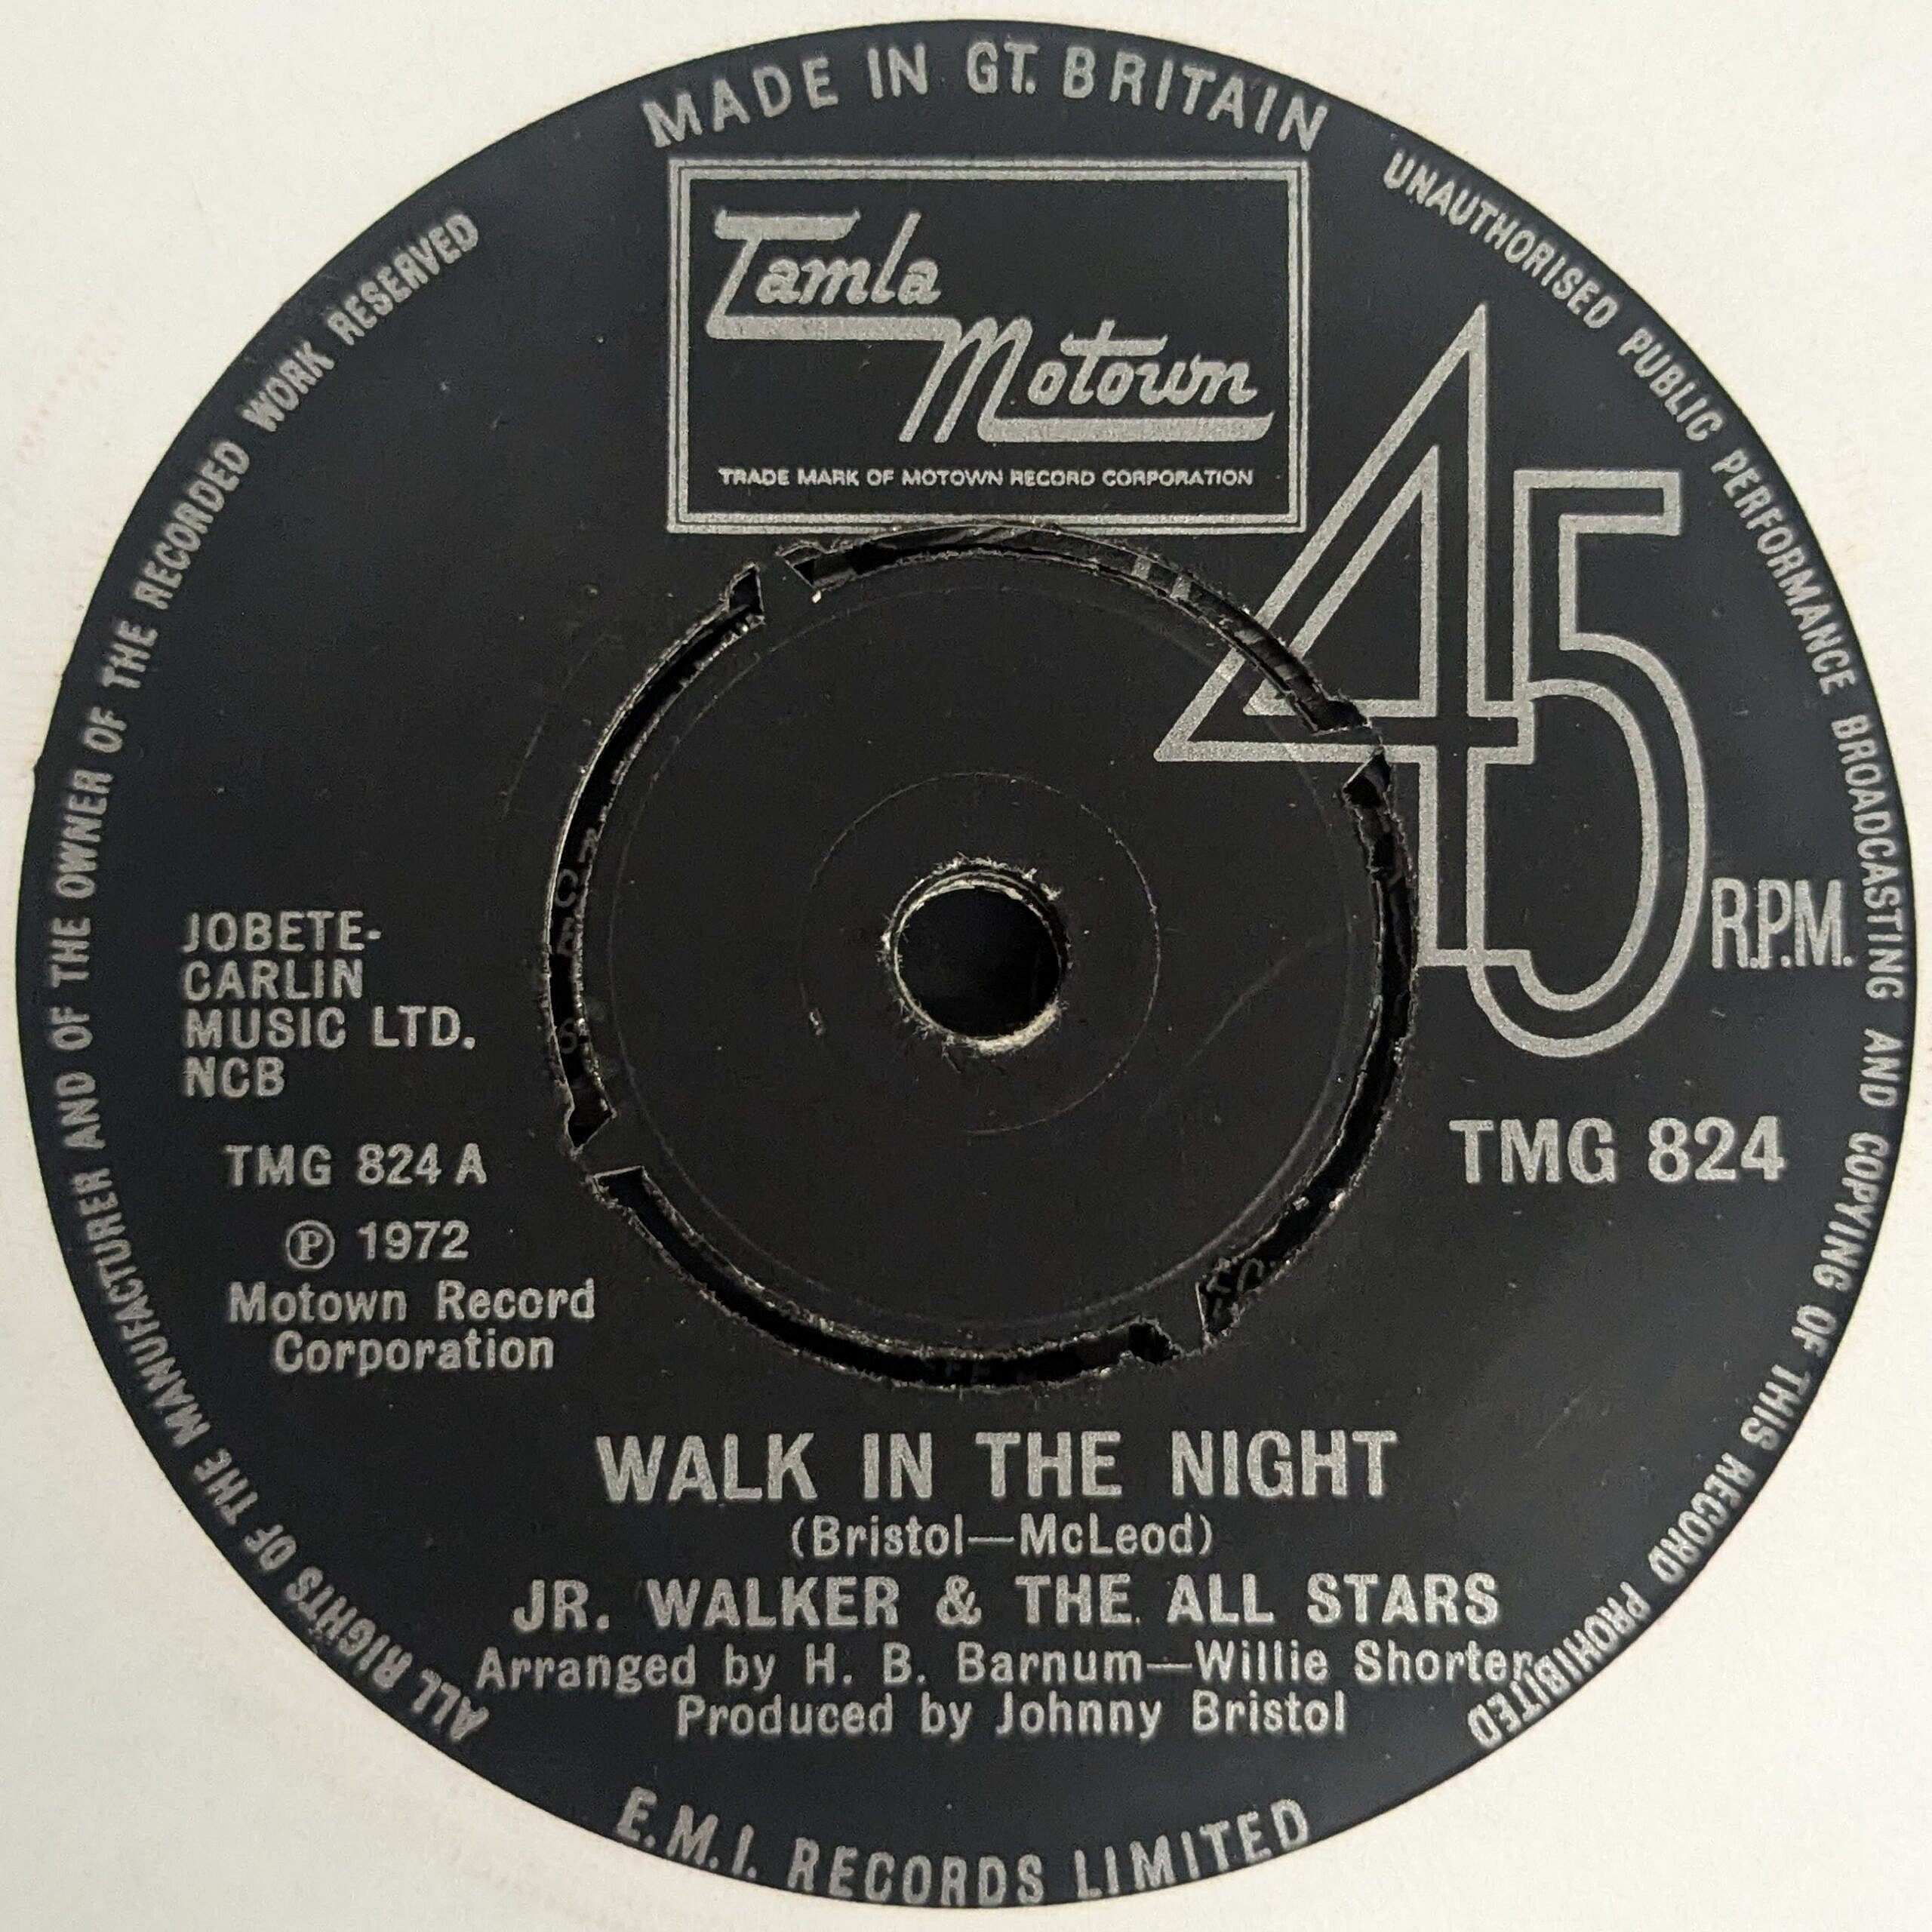 MADE IN GT. BRITAIN
Tamla
Motown
TRADE MARK OF MOTOWN RECORD CORPORATION
UNAUTHORISED PUBLIC PERFORMANCE BROADCASTING AND COPYING OF THIS RECORD PROHIBITED
ALL RIGHTS OF THE MANUFACTURER AND OF THE OWNER OF THE RECORDED WORK RESERVED
45
R.P.M.
JOBETE-
CARLIN
MUSIC LTD.
NCB
TMG 824 A
℗ 1972
Motown Record
Corporation
TMG 824
WALK IN THE NIGHT
(Bristol—McLeod)
JR. WALKER & THE ALL STARS
Arranged by H. B. Barnum—Willie Shorter
Produced by Johnny Bristol
E.M.I. RECORDS LIMITED